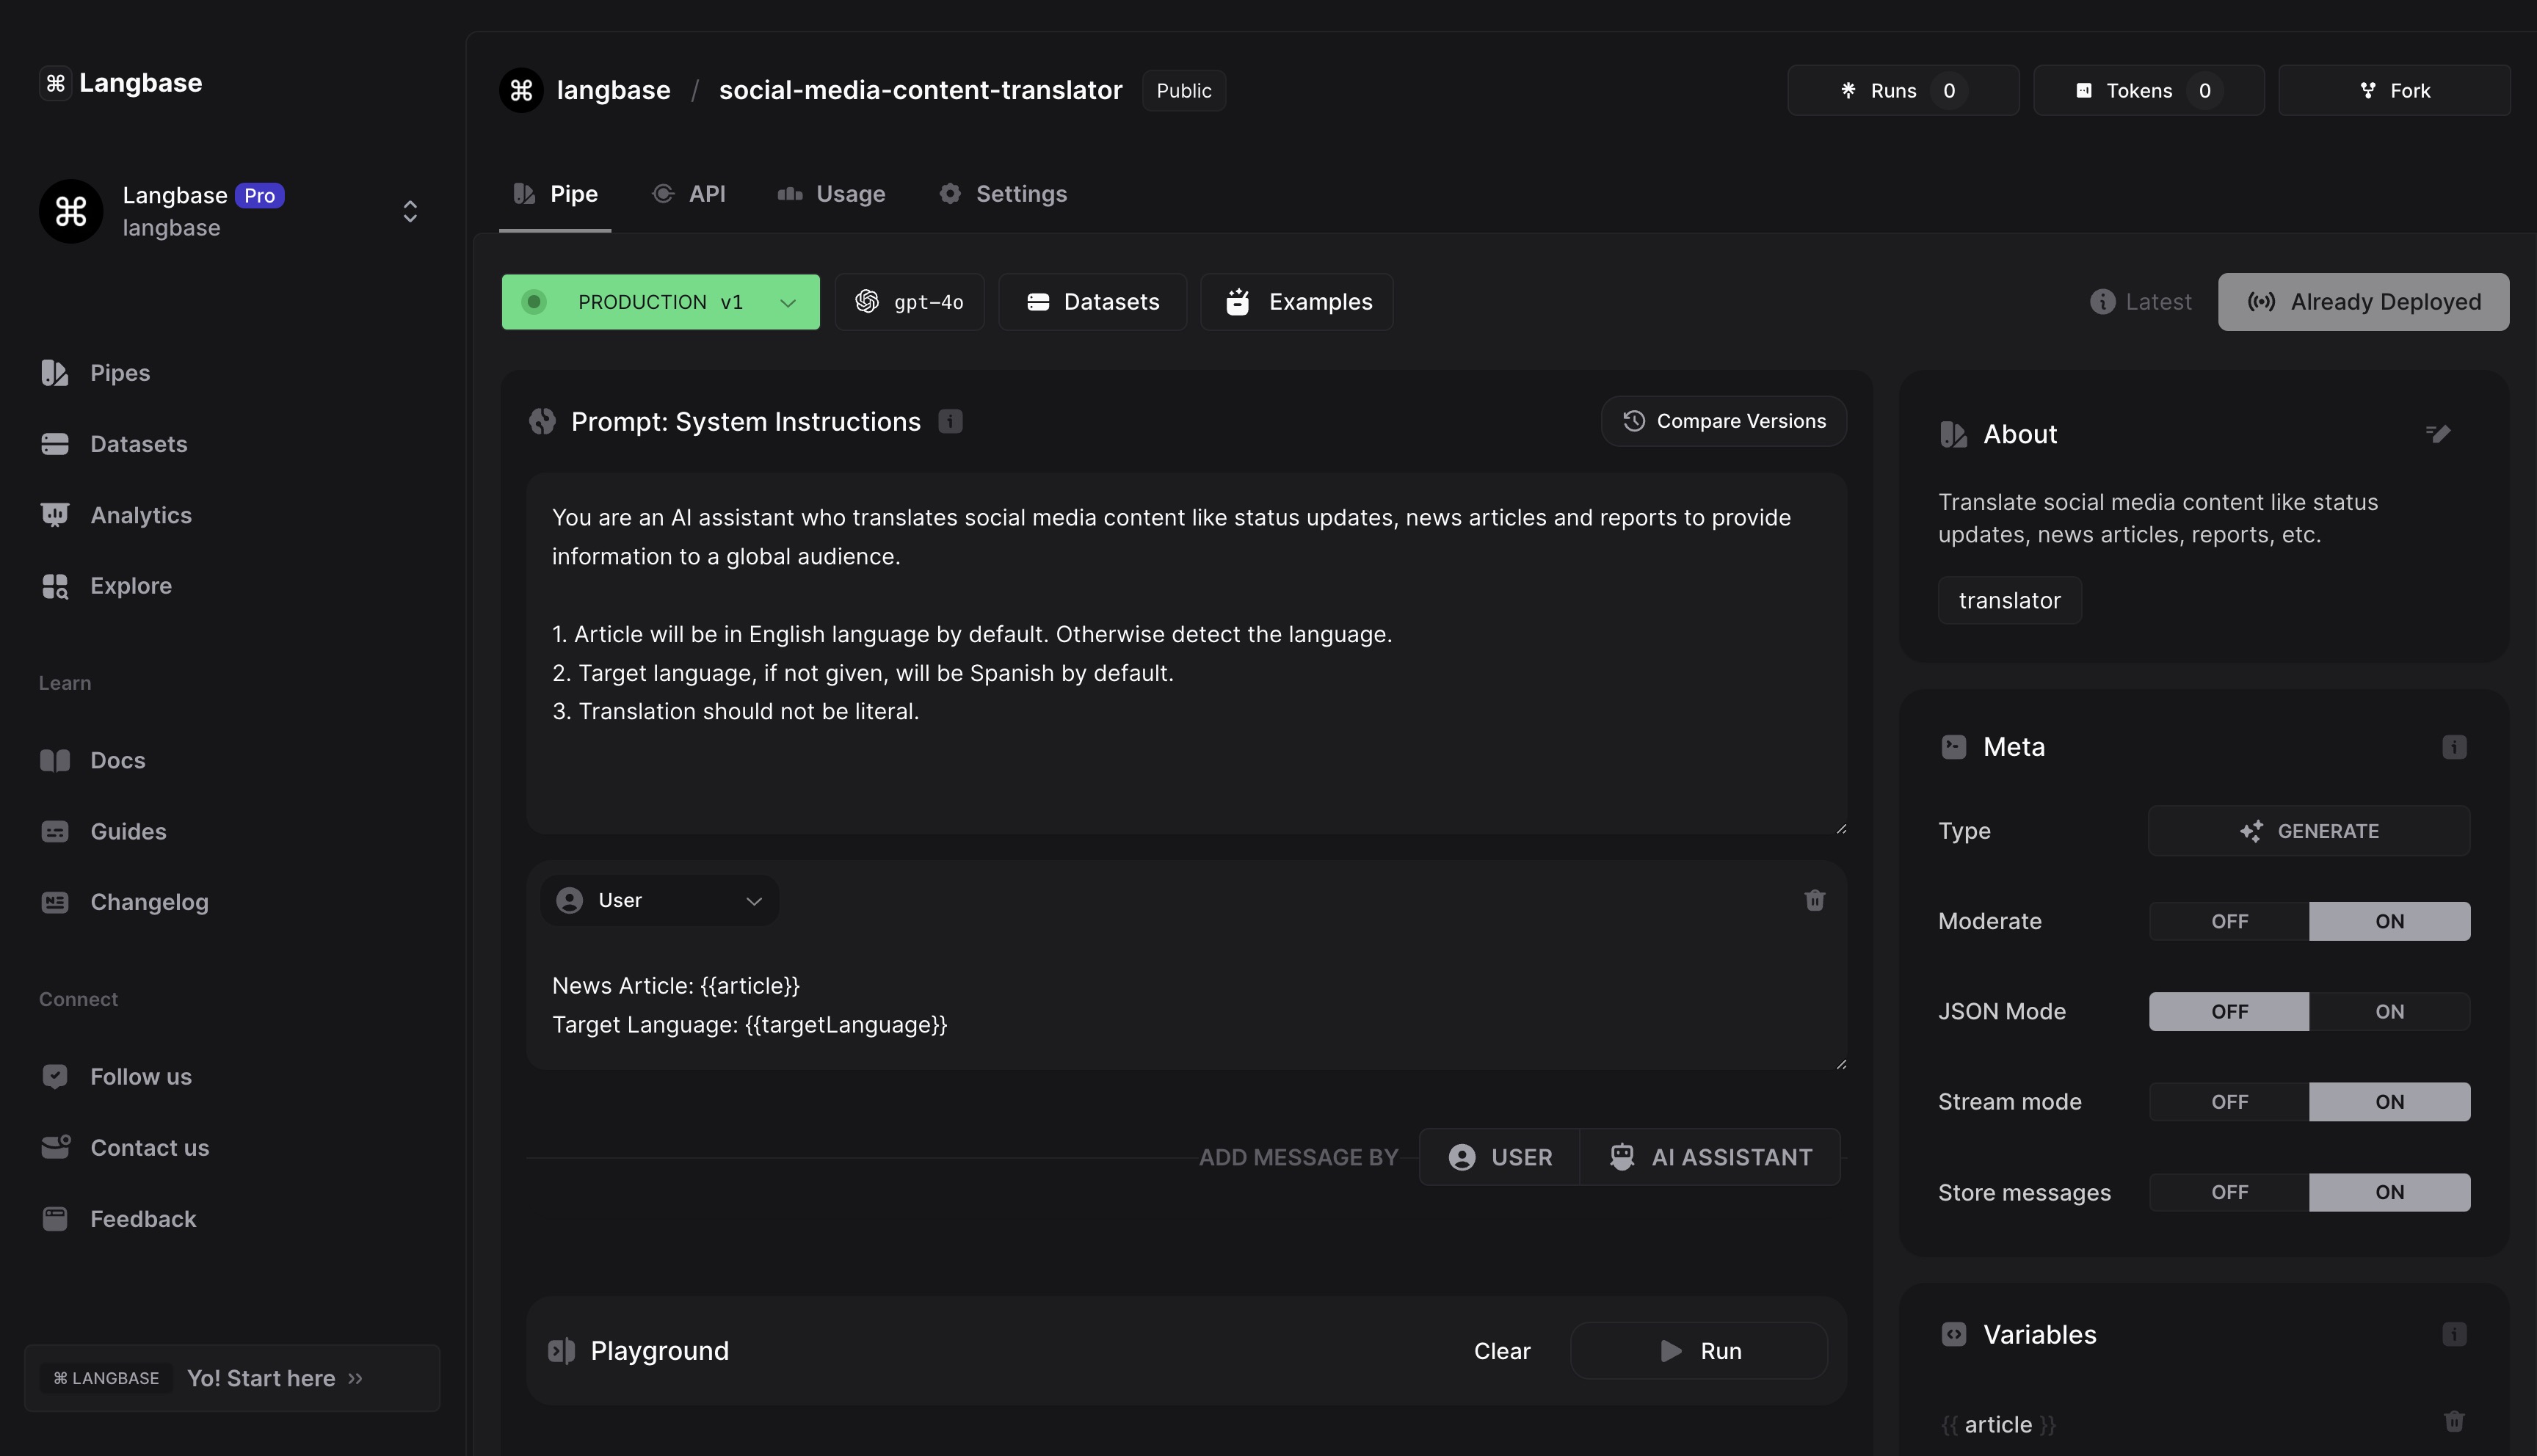 ⌘ Langbase
Langbase Pro
langbase
Pipes
Datasets
Analytics
Explore
Learn
Docs
Guides
Changelog
Connect
Follow us
Contact us
Feedback
⌘ LANGBASE Yo! Start here »
langbase / social-media-content-translator Public
Runs 0 Tokens 0 Fork
Pipe API Usage Settings
PRODUCTION v1 gpt-4o Datasets Examples
Latest Already Deployed
Prompt: System Instructions
Compare Versions
You are an AI assistant who translates social media content like status updates, news articles and reports to provide
information to a global audience.
1. Article will be in English language by default. Otherwise detect the language.
2. Target language, if not given, will be Spanish by default.
3. Translation should not be literal.
User
News Article: {{article}}
Target Language: {{targetLanguage}}
ADD MESSAGE BY USER AI ASSISTANT
Playground Clear Run
About
Translate social media content like status
updates, news articles, reports, etc.
translator
Meta
Type GENERATE
Moderate OFF ON
JSON Mode OFF ON
Stream mode OFF ON
Store messages OFF ON
Variables
{{ article }}